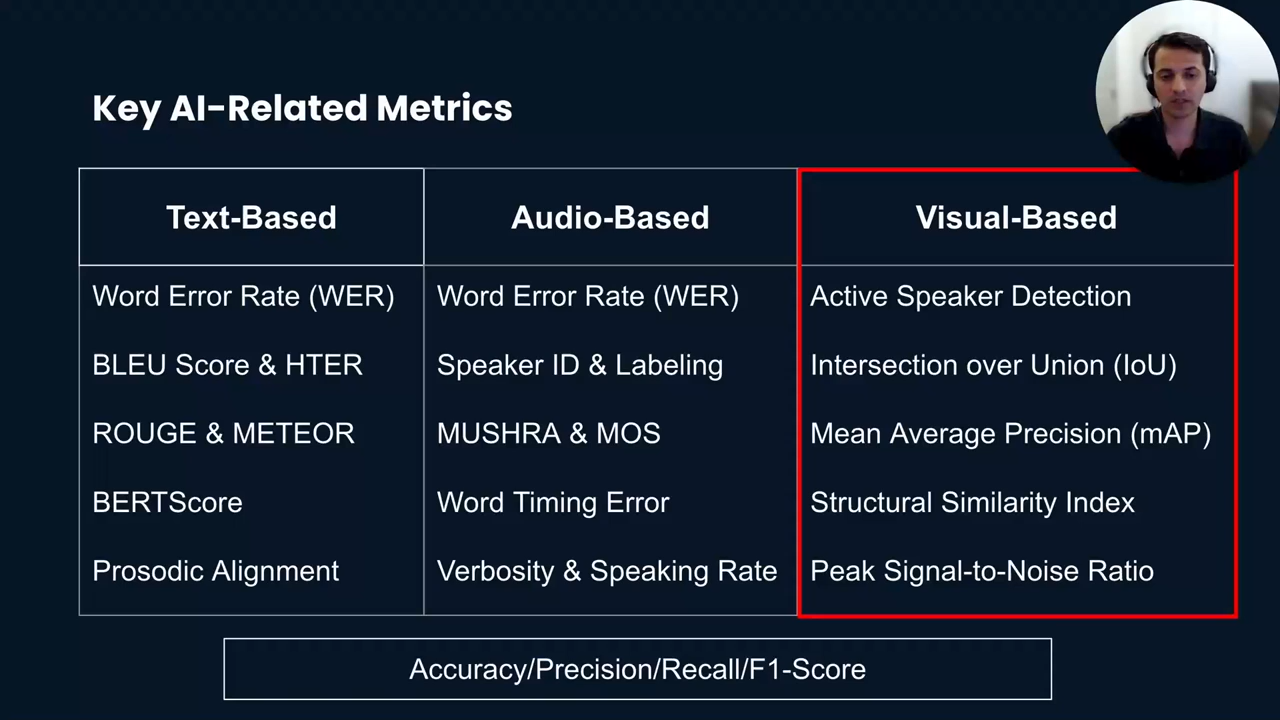 Key AI-Related Metrics
Text-Based
Audio-Based
Visual-Based
Word Error Rate (WER)
Word Error Rate (WER)
Active Speaker Detection
BLEU Score & HTER
Speaker ID & Labeling
Intersection over Union (IoU)
ROUGE & METEOR
MUSHRA & MOS
Mean Average Precision (mAP)
BERTScore
Word Timing Error
Structural Similarity Index
Prosodic Alignment
Verbosity & Speaking Rate
Peak Signal-to-Noise Ratio
Accuracy/Precision/Recall/F1-Score